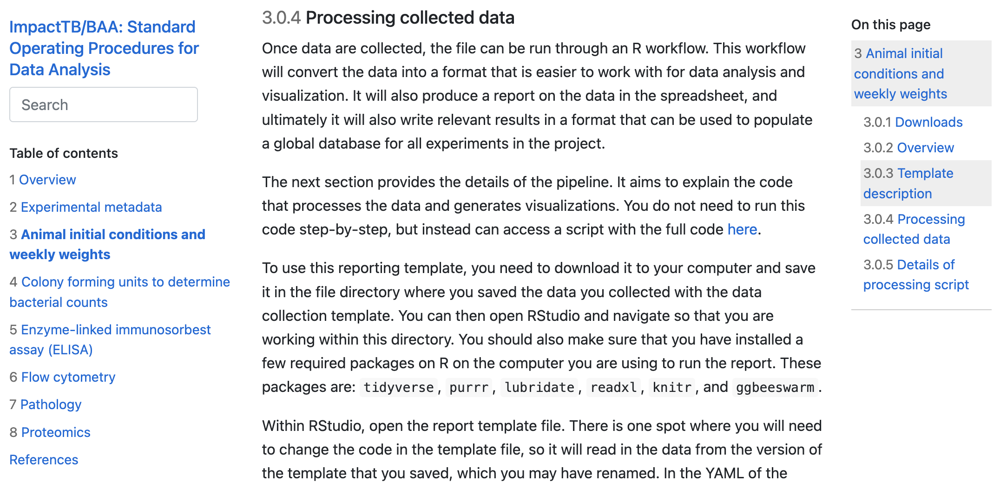 ImpactTB/BAA: Standard
Operating Procedures for
Data Analysis
Search
Table of contents
1 Overview
2 Experimental metadata
3 Animal initial conditions and
weekly weights
4 Colony forming units to determine
bacterial counts
5 Enzyme-linked immunosorbest
assay (ELISA)
6 Flow cytometry
7 Pathology
8 Proteomics
References
3.0.4 Processing collected data
Once data are collected, the file can be run through an R workflow. This workflow
will convert the data into a format that is easier to work with for data analysis and
visualization. It will also produce a report on the data in the spreadsheet, and
ultimately it will also write relevant results in a format that can be used to populate
a global database for all experiments in the project.
The next section provides the details of the pipeline. It aims to explain the code
that processes the data and generates visualizations. You do not need to run this
code step-by-step, but instead can access a script with the full code here.
To use this reporting template, you need to download it to your computer and save
it in the file directory where you saved the data you collected with the data
collection template. You can then open RStudio and navigate so that you are
working within this directory. You should also make sure that you have installed a
few required packages on R on the computer you are using to run the report. These
packages are: tidyverse, purrr, lubridate, readxl, knitr, and ggbeeswarm.
Within RStudio, open the report template file. There is one spot where you will need
to change the code in the template file, so it will read in the data from the version of
the template that you saved, which you may have renamed. In the YAML of the
On this page
3 Animal initial
conditions and
weekly weights
3.0.1 Downloads
3.0.2 Overview
3.0.3 Template
description
3.0.4 Processing
collected data
3.0.5 Details of
processing script